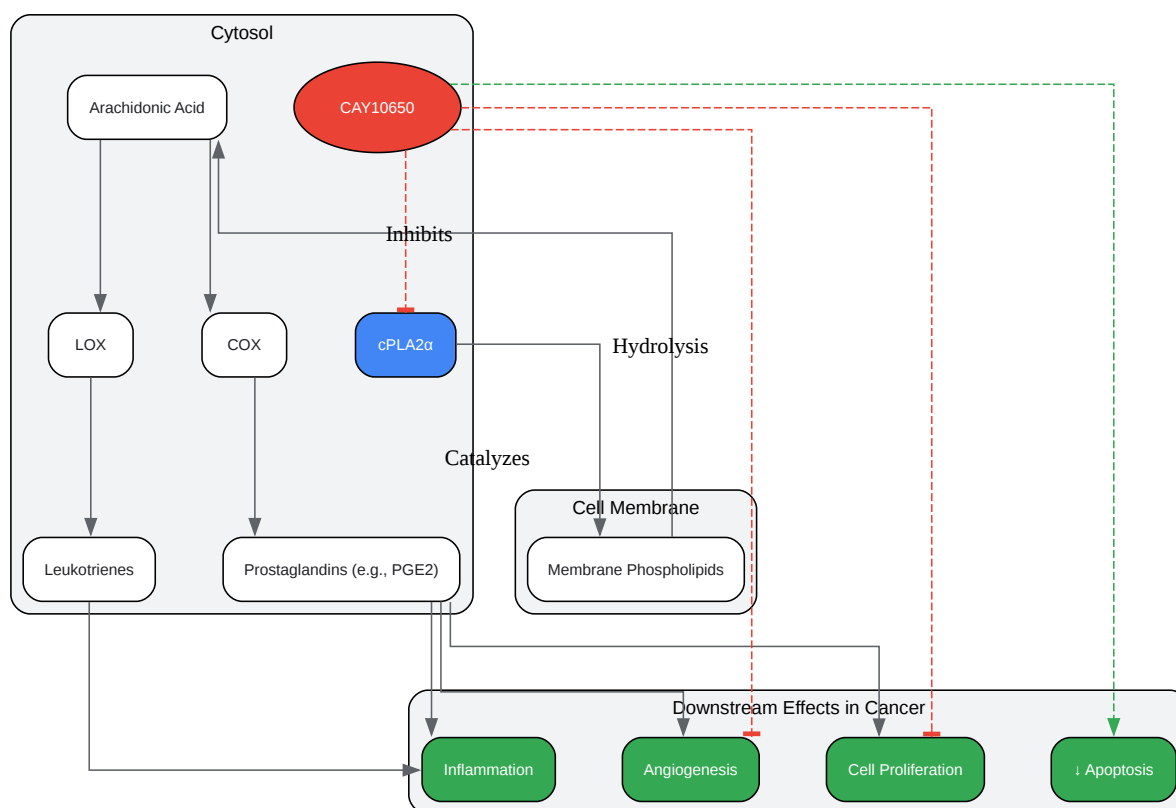 Cytosol
Arachidonic Acid
CAY10650
Inhibits
LOX
COX
cPLA2α
Hydrolysis
Catalyzes
Cell Membrane
Leukotrienes
Prostaglandins (e.g., PGE2)
Membrane Phospholipids
Downstream Effects in Cancer
Inflammation
Angiogenesis
Cell Proliferation
↓ Apoptosis